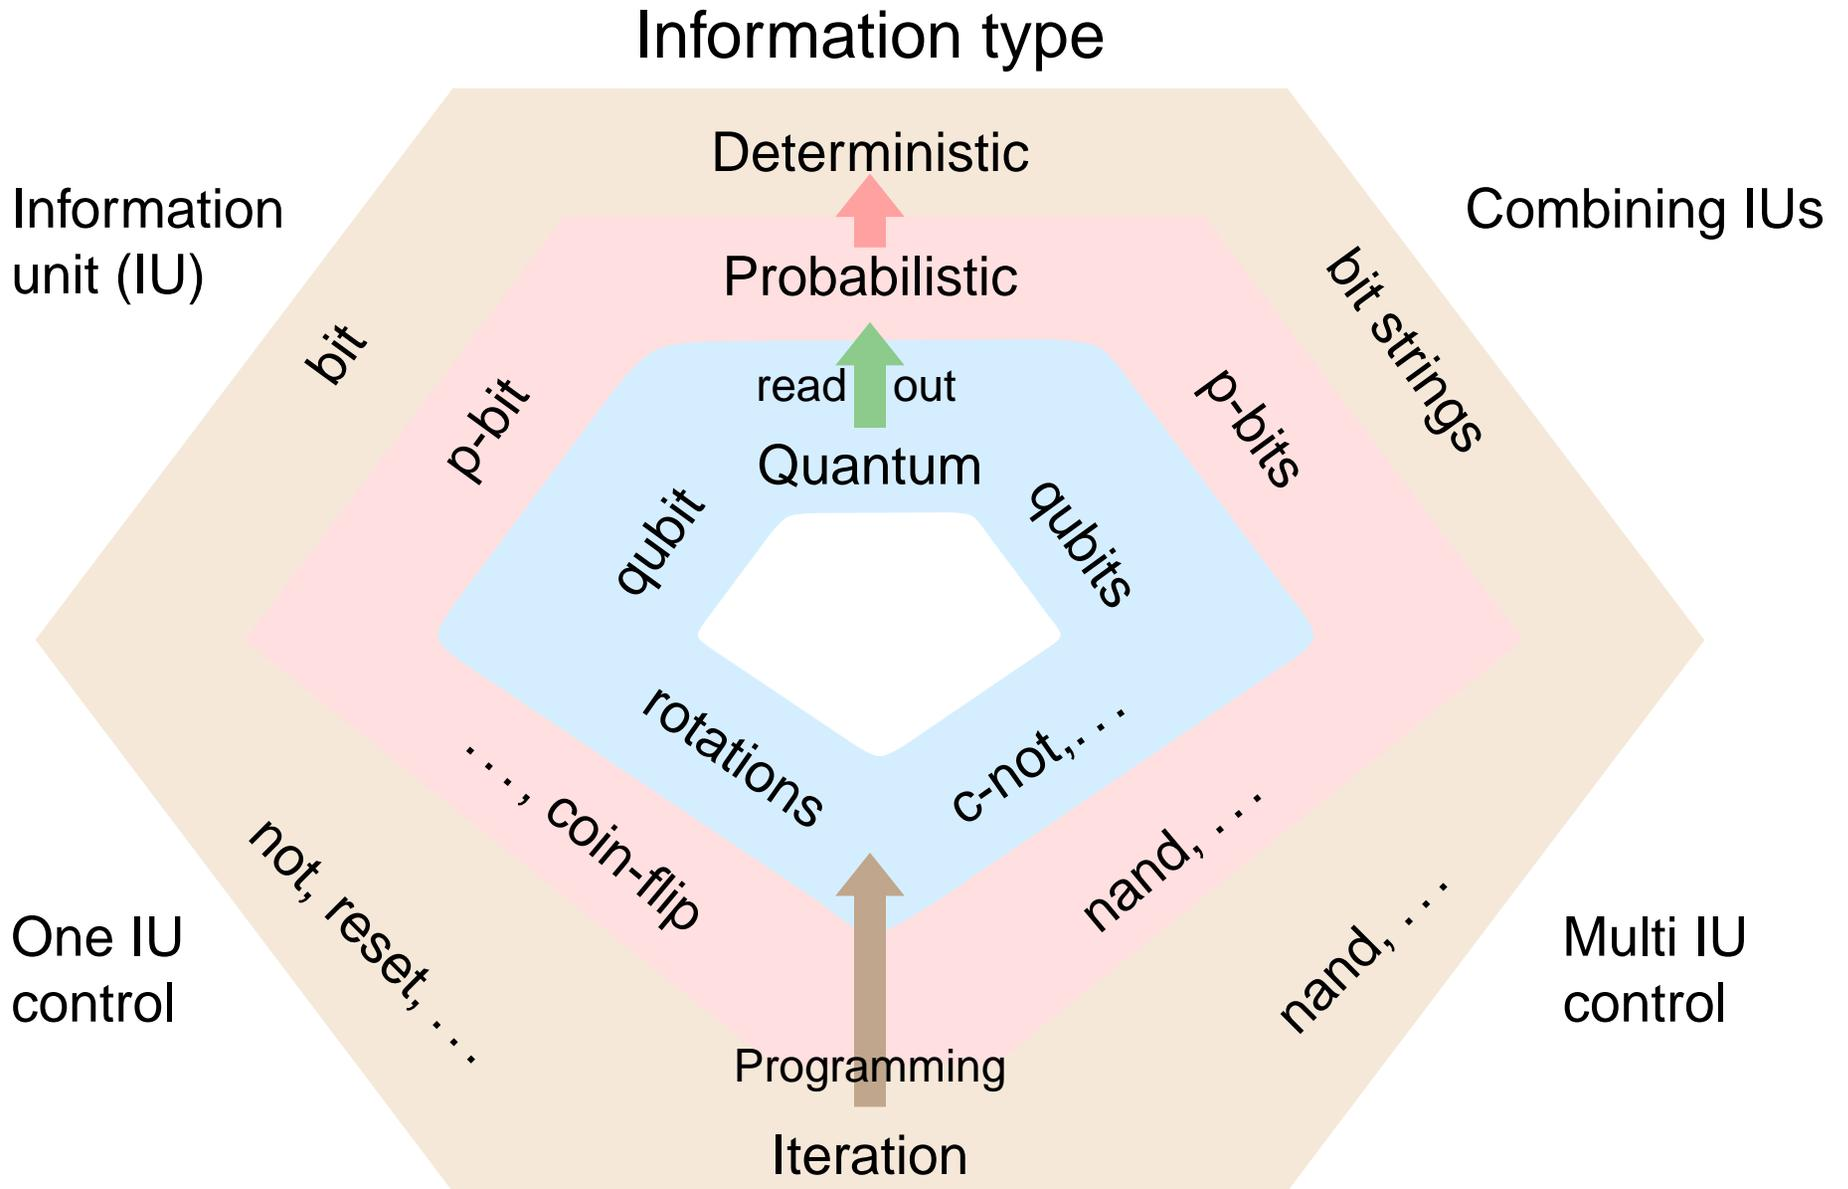 Information type
Deterministic
Information
unit (IU)
Combining IUs
Probabilistic
bit
bit strings
read out
p-bit
p-bits
Quantum
qubit
qubits
rotations
c-not,. . .
. . . , coin-flip
nand, . . .
not, reset, . . .
nand, . . .
One IU
control
Multi IU
control
Programming
Iteration